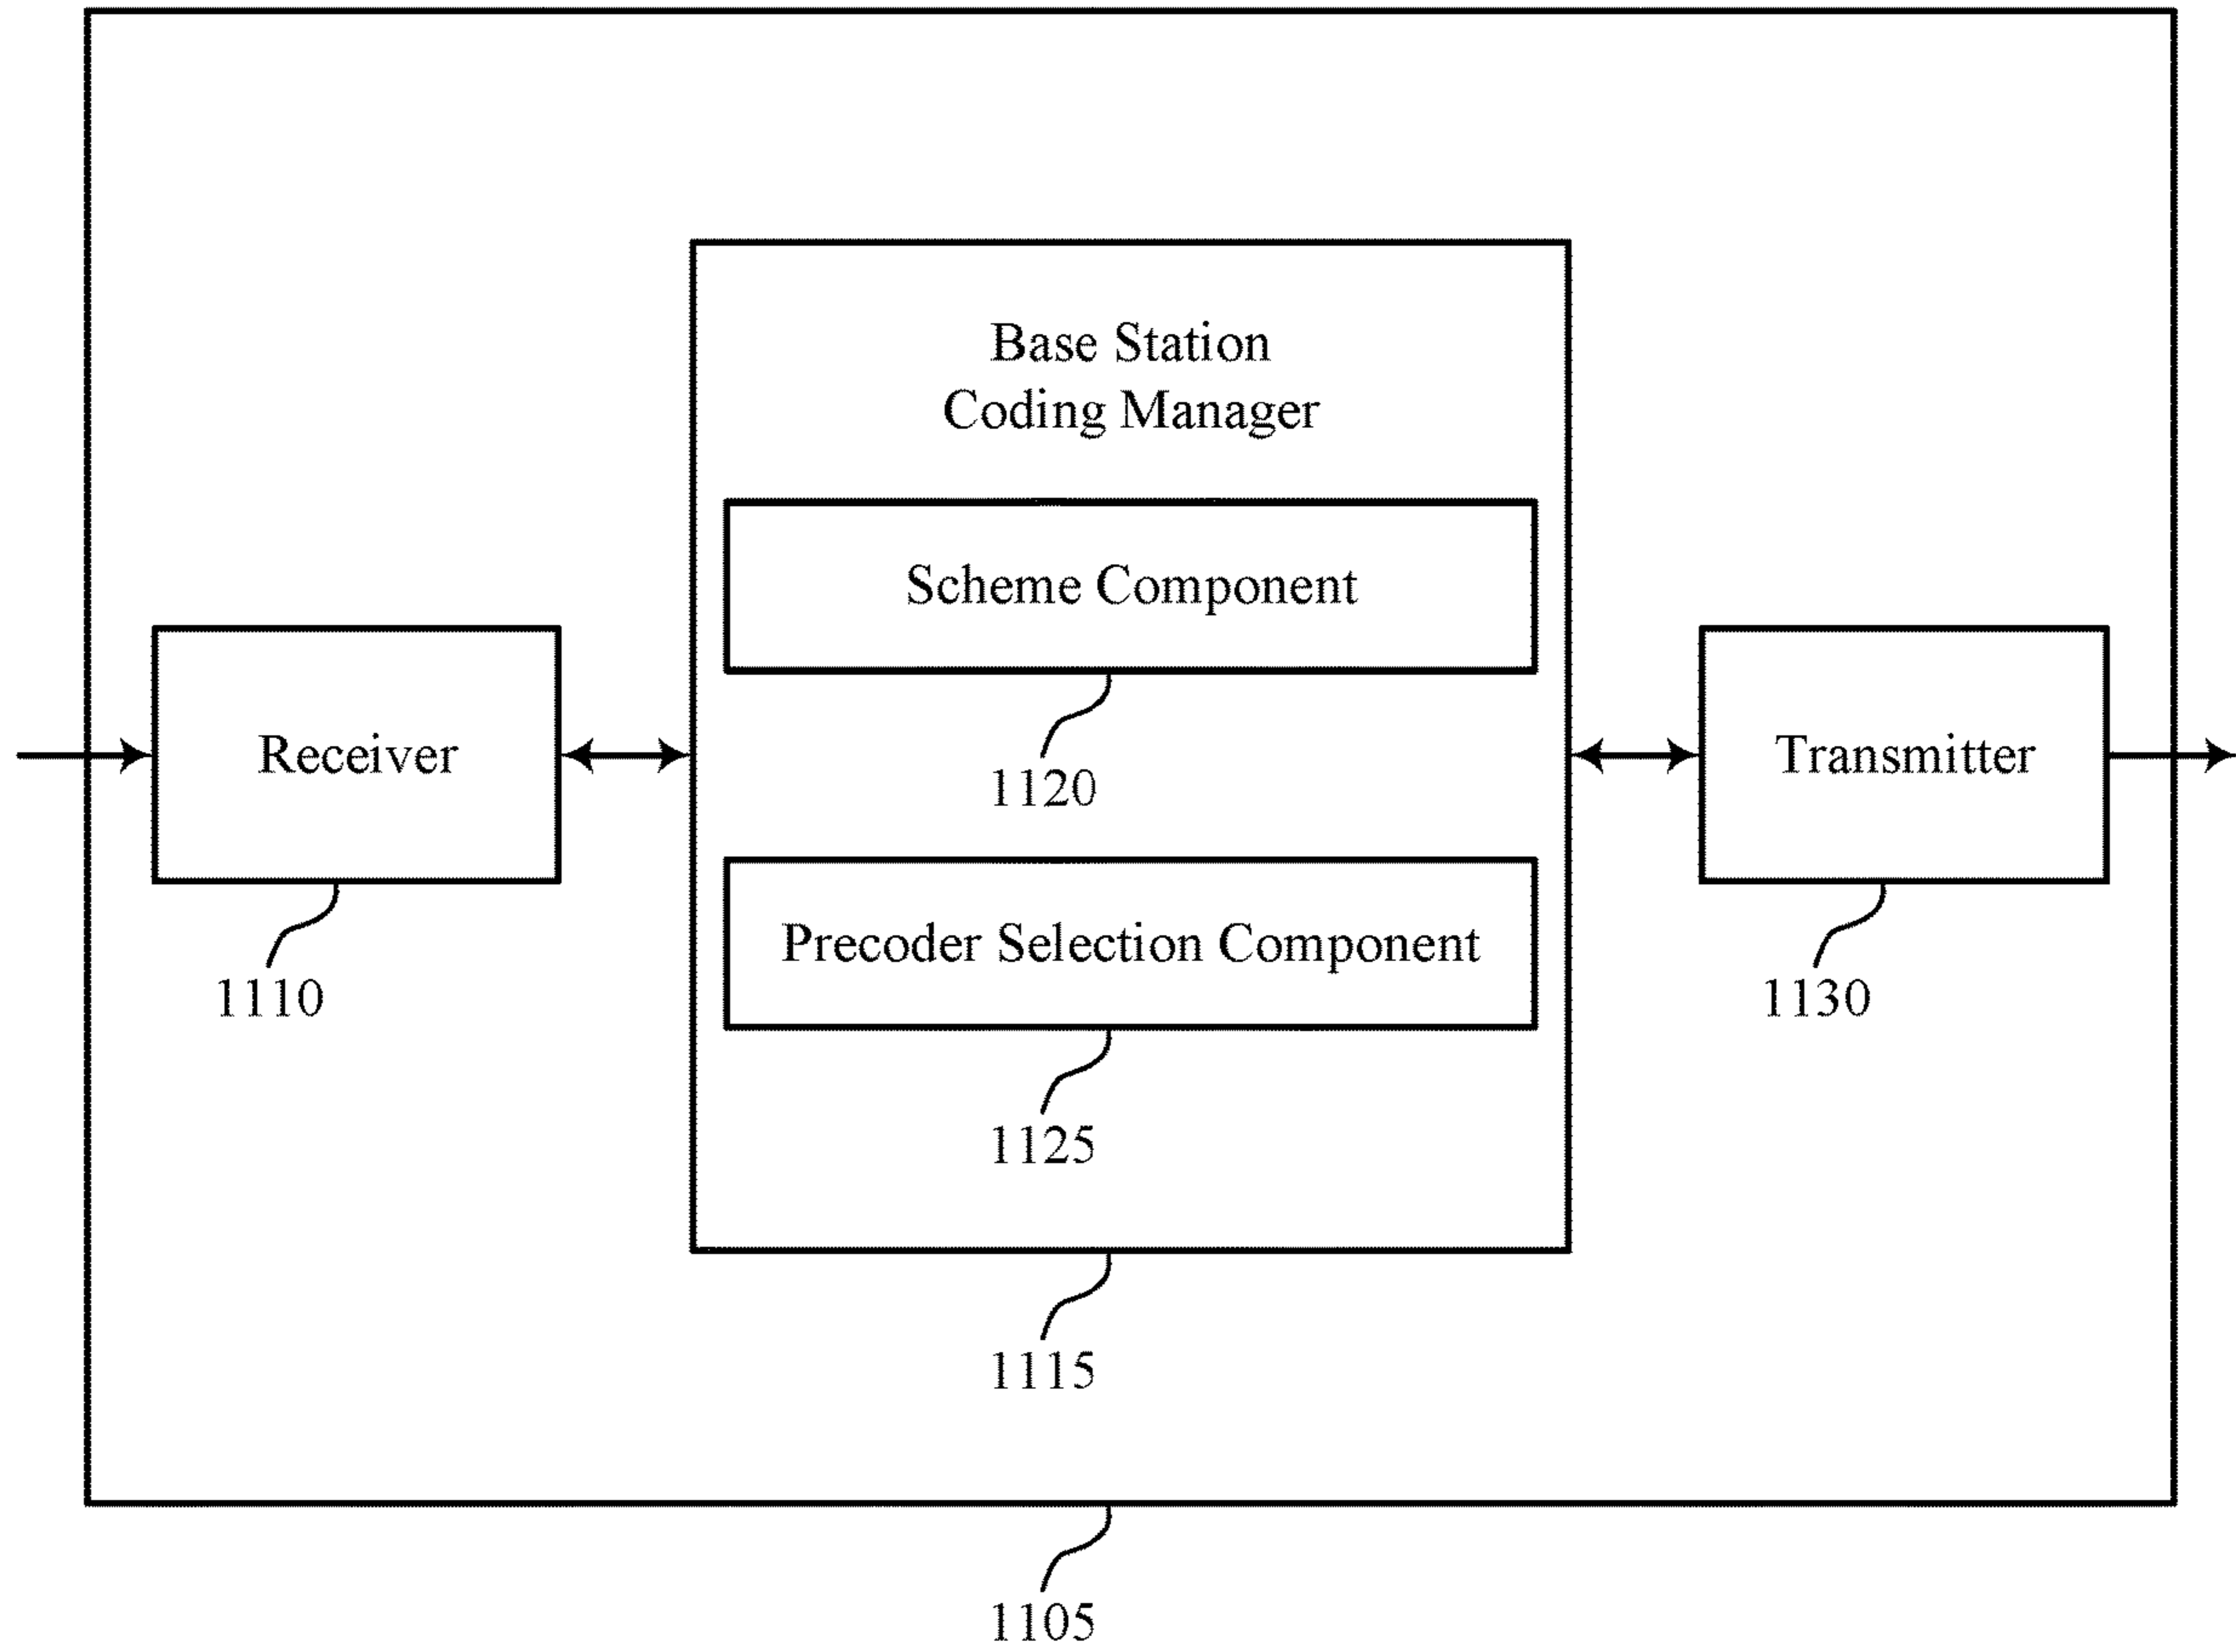 Base Station
Coding Manager
Scheme Component
1120
Receiver
1110
Precoder Selection Component
1125
Transmitter
1130
1115
1105